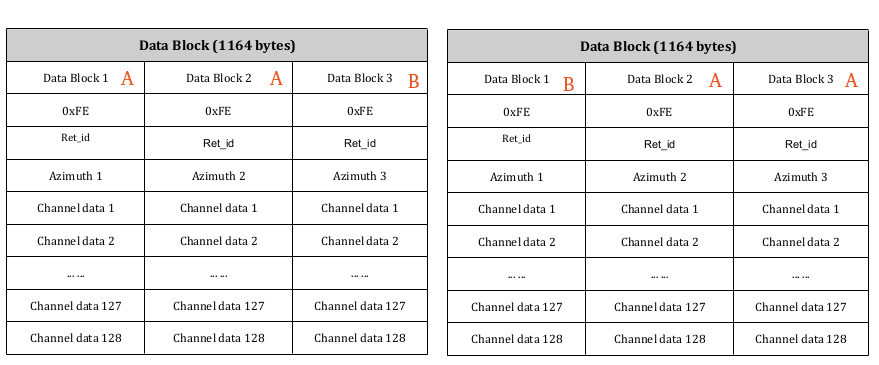 Data Block (1164 bytes)
Data Block 1 A Data Block 2 A Data Block 3 B
0xFE 0xFE 0xFE
Ret_id Ret_id Ret_id
Azimuth 1 Azimuth 2 Azimuth 3
Channel data 1 Channel data 1 Channel data 1
Channel data 2 Channel data 2 Channel data 2
... ... ... ... ... ...
Channel data 127 Channel data 127 Channel data 127
Channel data 128 Channel data 128 Channel data 128
Data Block (1164 bytes)
Data Block 1 B Data Block 2 A Data Block 3 A
0xFE 0xFE 0xFE
Ret_id Ret_id Ret_id
Azimuth 1 Azimuth 2 Azimuth 3
Channel data 1 Channel data 1 Channel data 1
Channel data 2 Channel data 2 Channel data 2
... ... ... ... ... ...
Channel data 127 Channel data 127 Channel data 127
Channel data 128 Channel data 128 Channel data 128